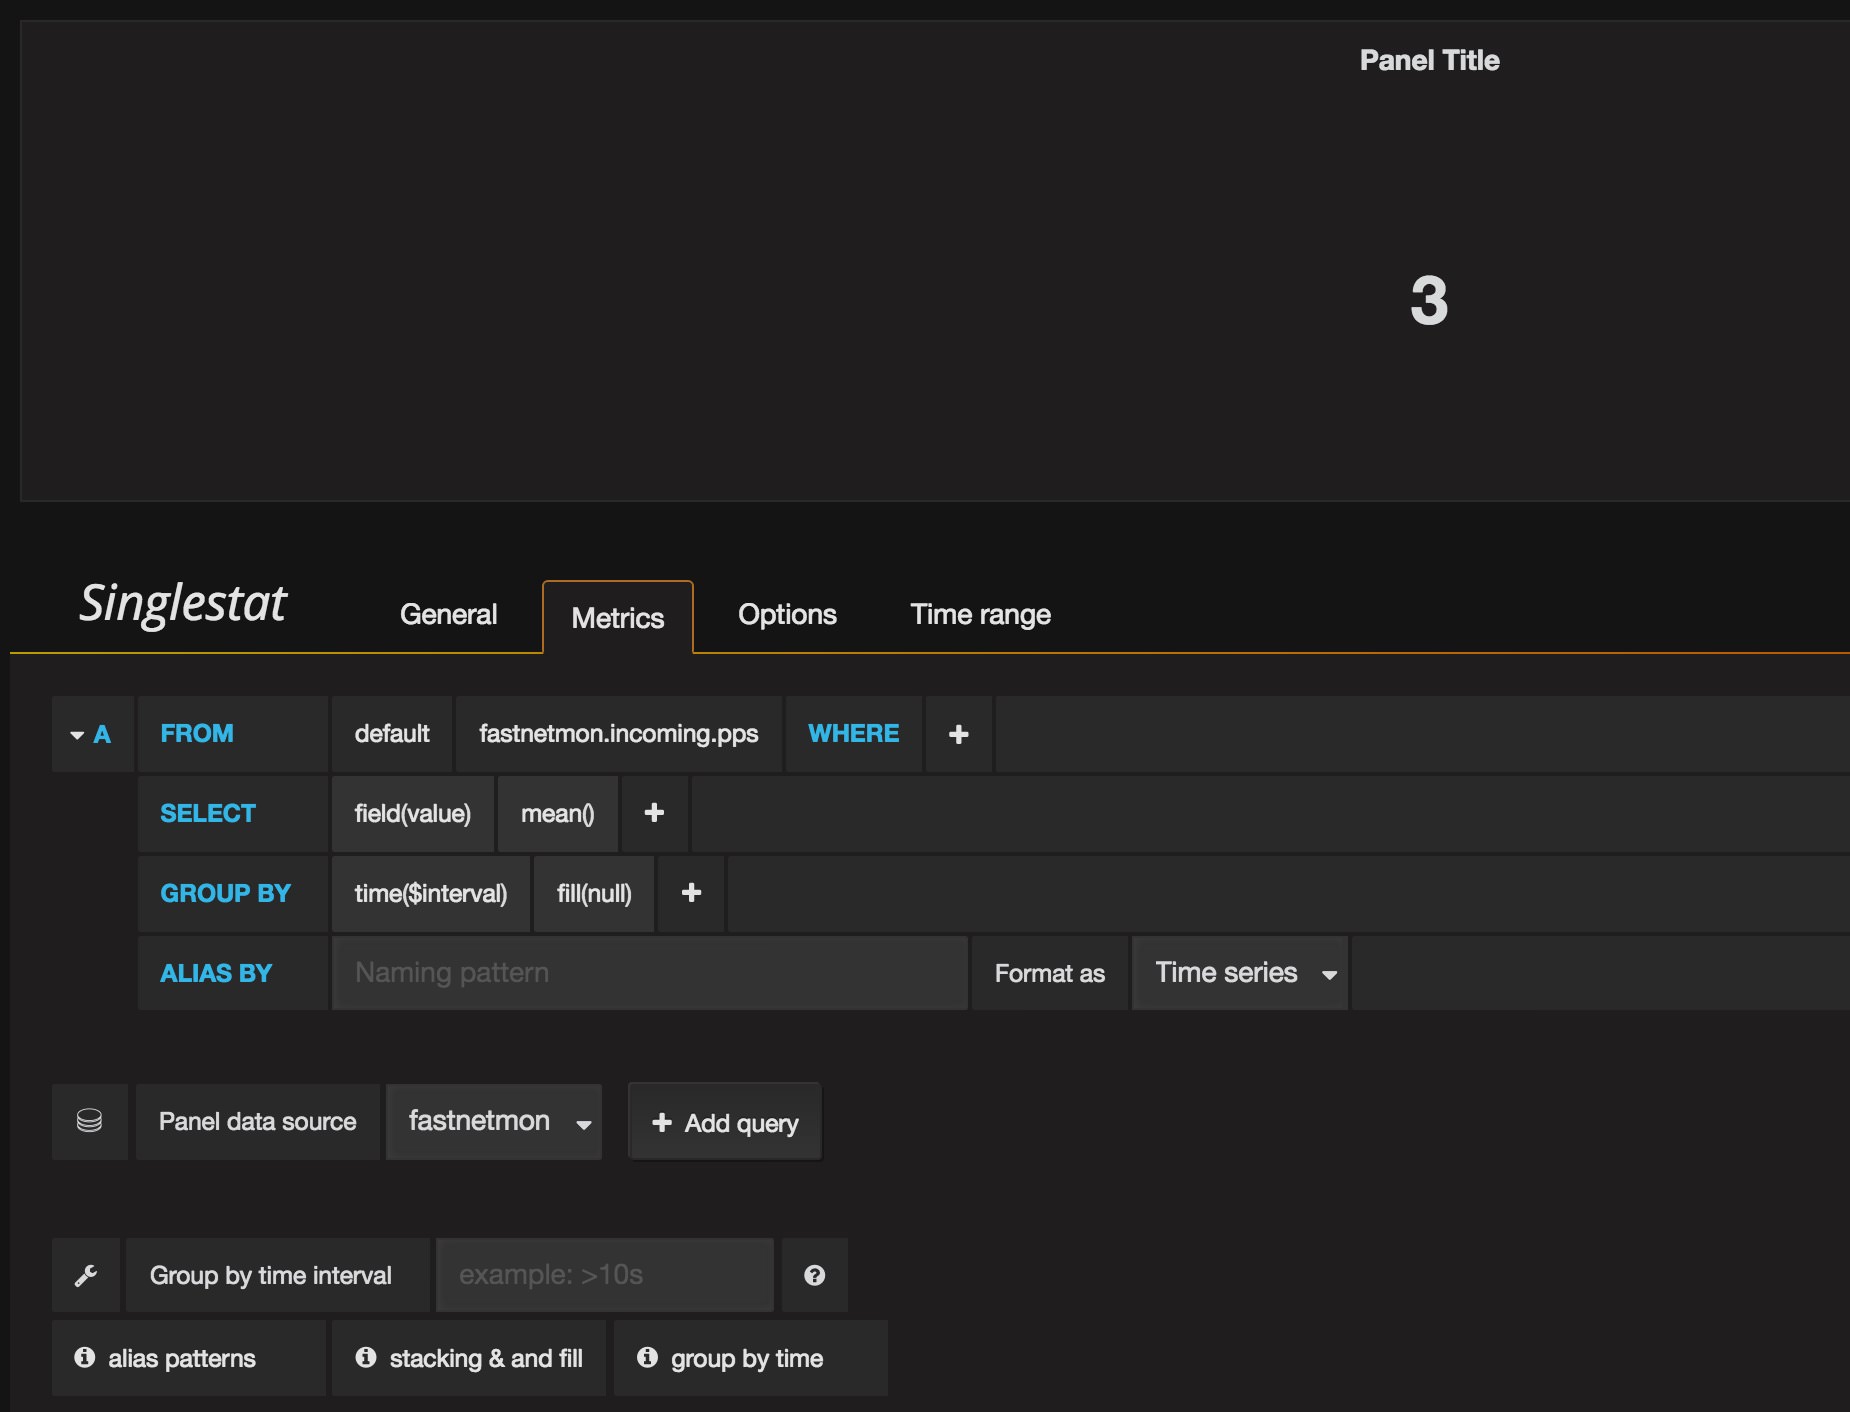 Panel Title
3
Singlestat General Metrics Options Time range
A FROM default fastnetmon.incoming.pps WHERE +
SELECT field(value) mean() +
GROUP BY time($interval) fill(null) +
ALIAS BY Naming pattern Format as Time series
Panel data source fastnetmon + Add query
Group by time interval example: >10s ?
i alias patterns i stacking & and fill i group by time